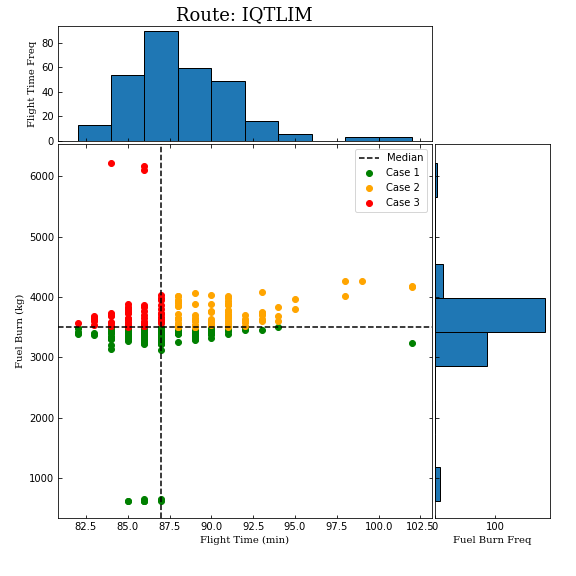 Route: IQTLIM
Flight Time Freq
80
60
40
20
0
Median
Case 1
Case 2
Case 3
Fuel Burn (kg)
6000
5000
4000
3000
2000
1000
82.5 85.0 87.5 90.0 92.5 95.0 97.5 100.0 102.5
Flight Time (min)
0 100
Fuel Burn Freq